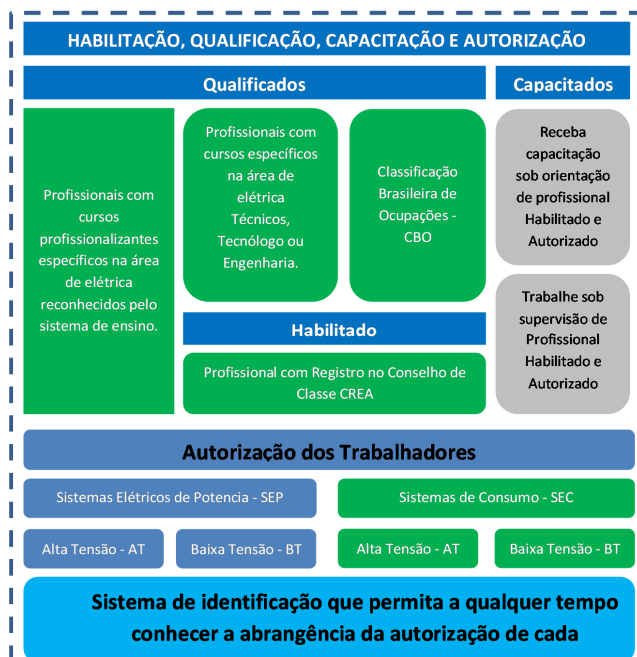 HABILITAÇÃO, QUALIFICAÇÃO, CAPACITAÇÃO E AUTORIZAÇÃO
Qualificados
Profissionais com
cursos
profissionalizantes
específicos na área
de elétrica
reconhecidos pelo
sistema de ensino.
Profissionais com
cursos específicos
na área de
elétrica
Técnicos,
Tecnólogo ou
Engenharia.
Classificação
Brasileira de
Ocupações -
CBO
Habilitado
Profissional com Registro no Conselho de
Classe CREA
Capacitados
Receba
capacitação
sob orientação
de profissional
Habilitado e
Autorizado
Trabalhe sob
supervisão de
Profissional
Habilitado e
Autorizado
Autorização dos Trabalhadores
Sistemas Elétricos de Potencia - SEP
Sistemas de Consumo - SEC
Alta Tensão - AT
Baixa Tensão - BT
Alta Tensão - AT
Baixa Tensão - BT
Sistema de identificação que permita a qualquer tempo
conhecer a abrangência da autorização de cada